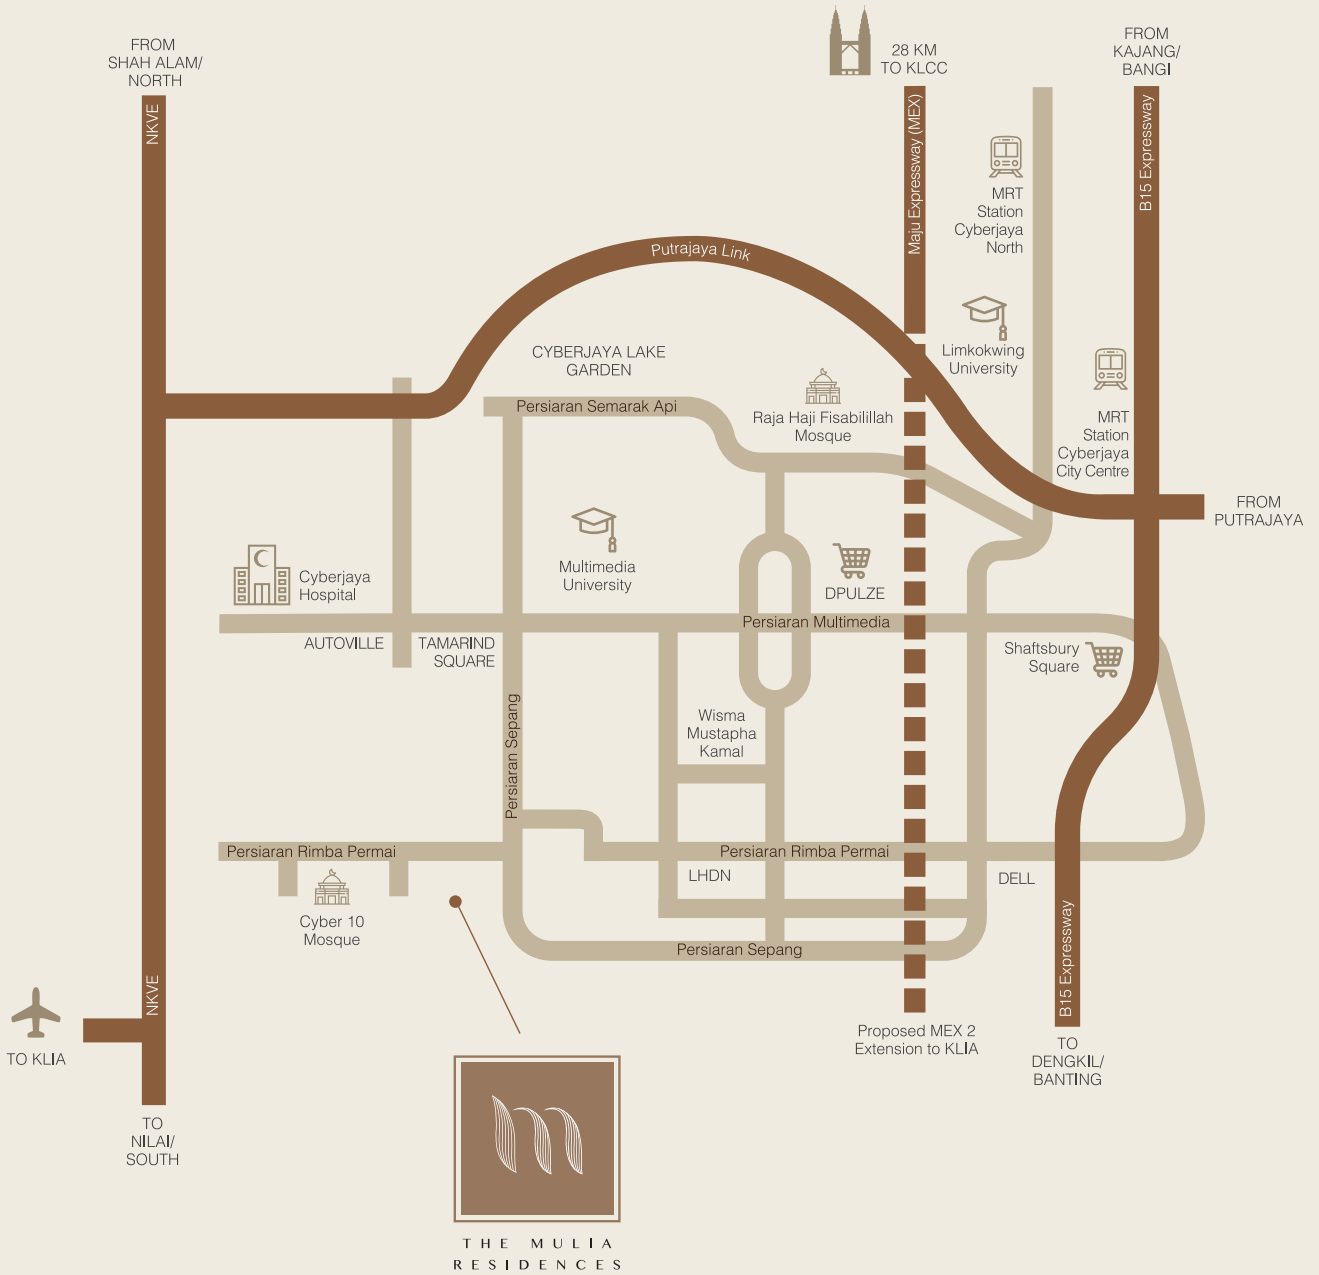 FROM
SHAH ALAM/
NORTH
28 KM
TO KLCC
FROM
KAJANG/
BANGI
NKVE
Maju Expressway (MEX)
B15 Expressway
MRT
Station
Cyberjaya
North
Putrajaya Link
Limkokwing
University
CYBERJAYA LAKE
GARDEN
Persiaran Semarak Api
Raja Haji Fisabilillah
Mosque
MRT
Station
Cyberjaya
City Centre
FROM
PUTRAJAYA
Multimedia
University
Cyberjaya
Hospital
DPULZE
Persiaran Multimedia
AUTOVILLE
TAMARIND
SQUARE
Shaftsbury
Square
Persiaran Sepang
Wisma
Mustapha
Kamal
Persiaran Rimba Permai
Persiaran Rimba Permai
LHDN
DELL
Cyber 10
Mosque
Persiaran Sepang
NKVE
B15 Expressway
TO KLIA
Proposed MEX 2
Extension to KLIA
TO
DENGKIL/
BANTING
TO
NILAI/
SOUTH
THE MULIA
RESIDENCES